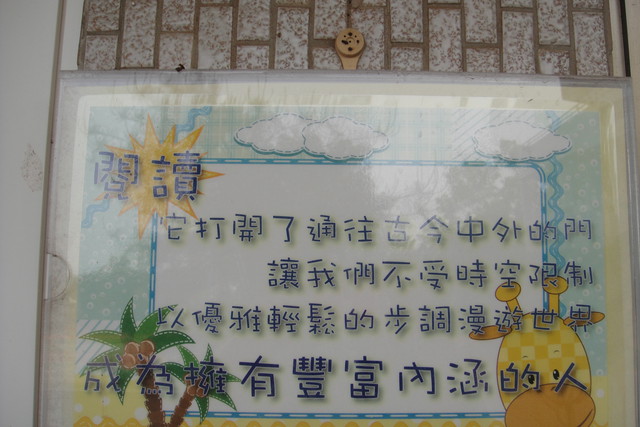 閱讀
它打開了通往古今中外的門
讓我們不受時空限制
以優雅輕鬆的步調漫遊世界
成為擁有豐富內涵的人